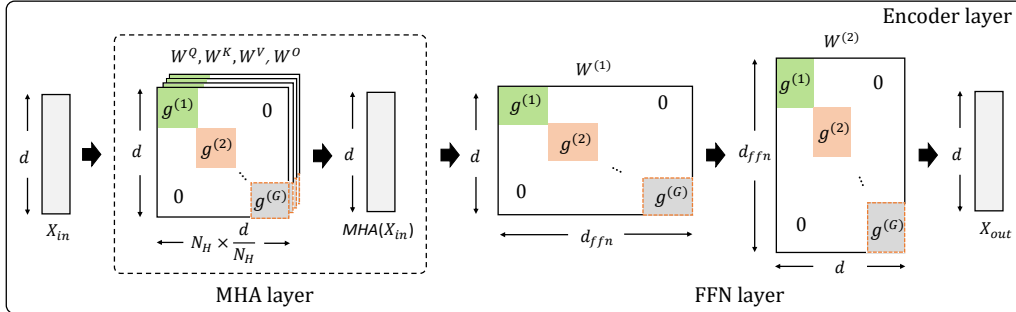 Encoder layer
W^Q, W^K, W^V, W^O
g^(1)
0
g^(2)
⋱
0
g^(G)
d
d
N_H × d/N_H
X_in
d
MHA(X_in)
MHA layer
W^(1)
g^(1)
0
g^(2)
⋱
0
g^(G)
d
d_ffn
W^(2)
g^(1)
0
g^(2)
⋱
0
g^(G)
d_ffn
d
d
X_out
FFN layer